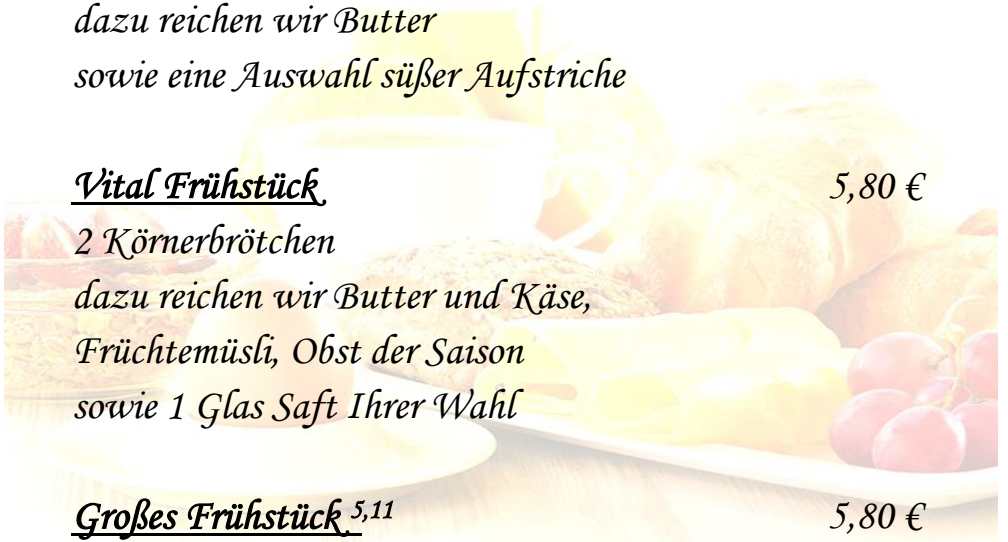 dazu reichen wir Butter
sowie eine Auswahl süßer Aufstriche
Vital Frühstück 5,80 €
2 Körnerbrötchen
dazu reichen wir Butter und Käse,
Früchtemüsli, Obst der Saison
sowie 1 Glas Saft Ihrer Wahl
Großes Frühstück 5,11 5,80 €